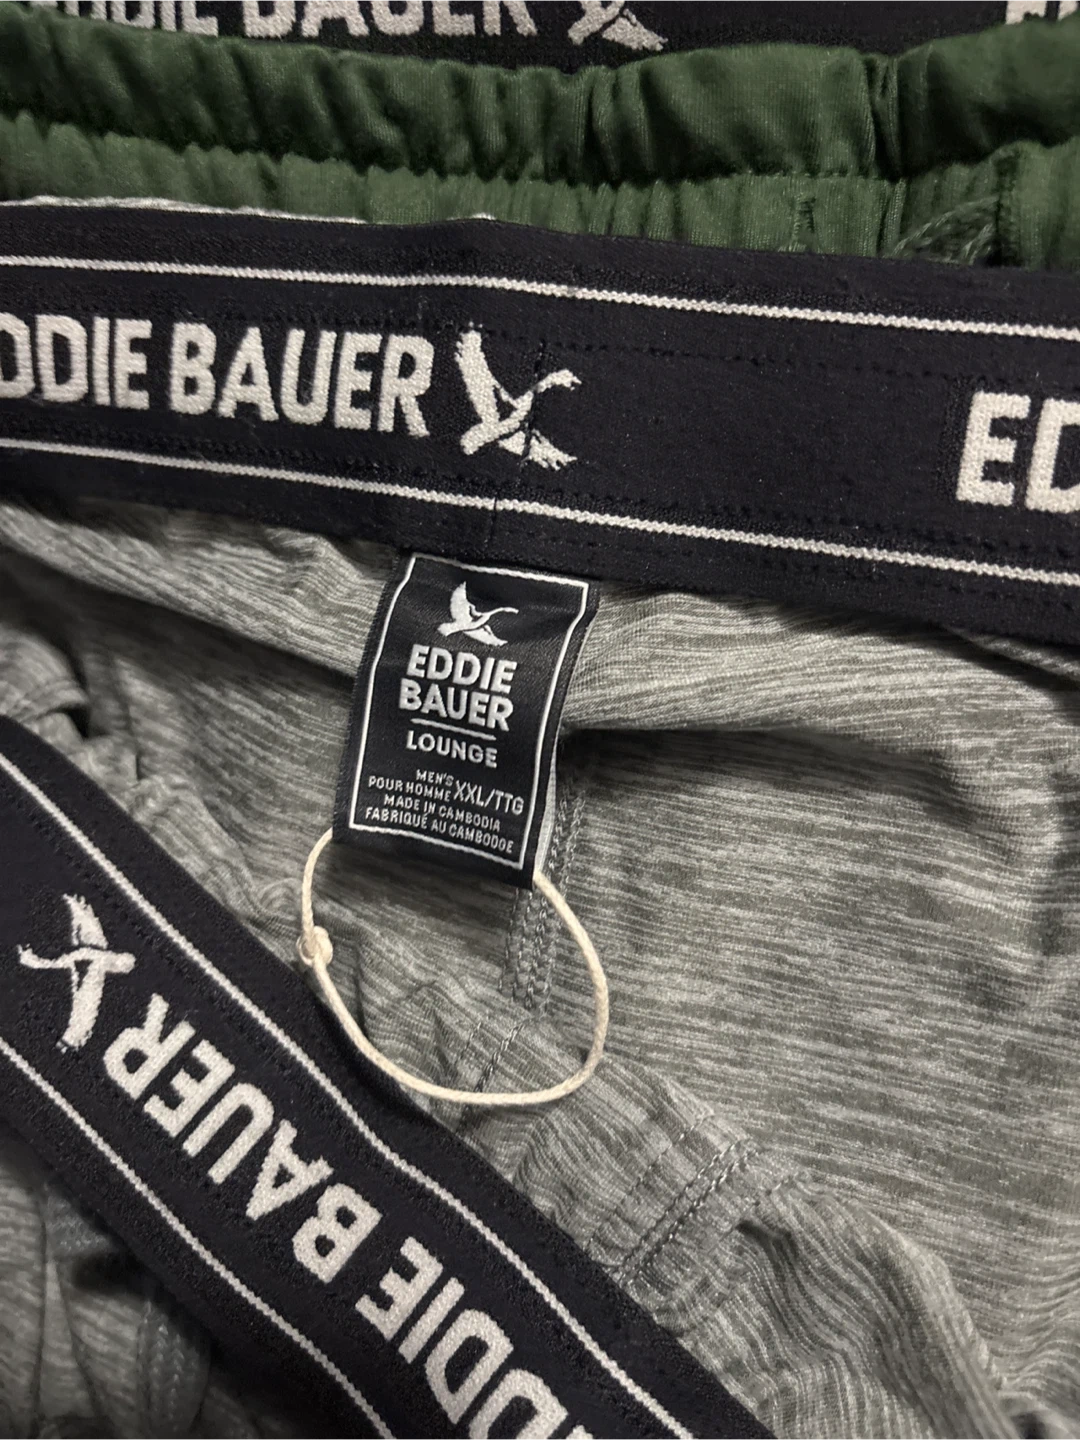 EDDIE BAUER
DDIE BAUER
ED
EDDIE
BAUER
LOUNGE
MEN'S
POUR HOMME XXL/TTG
MADE IN CAMBODIA
FABRIQUÉ AU CAMBODGE
EDDIE BAUER